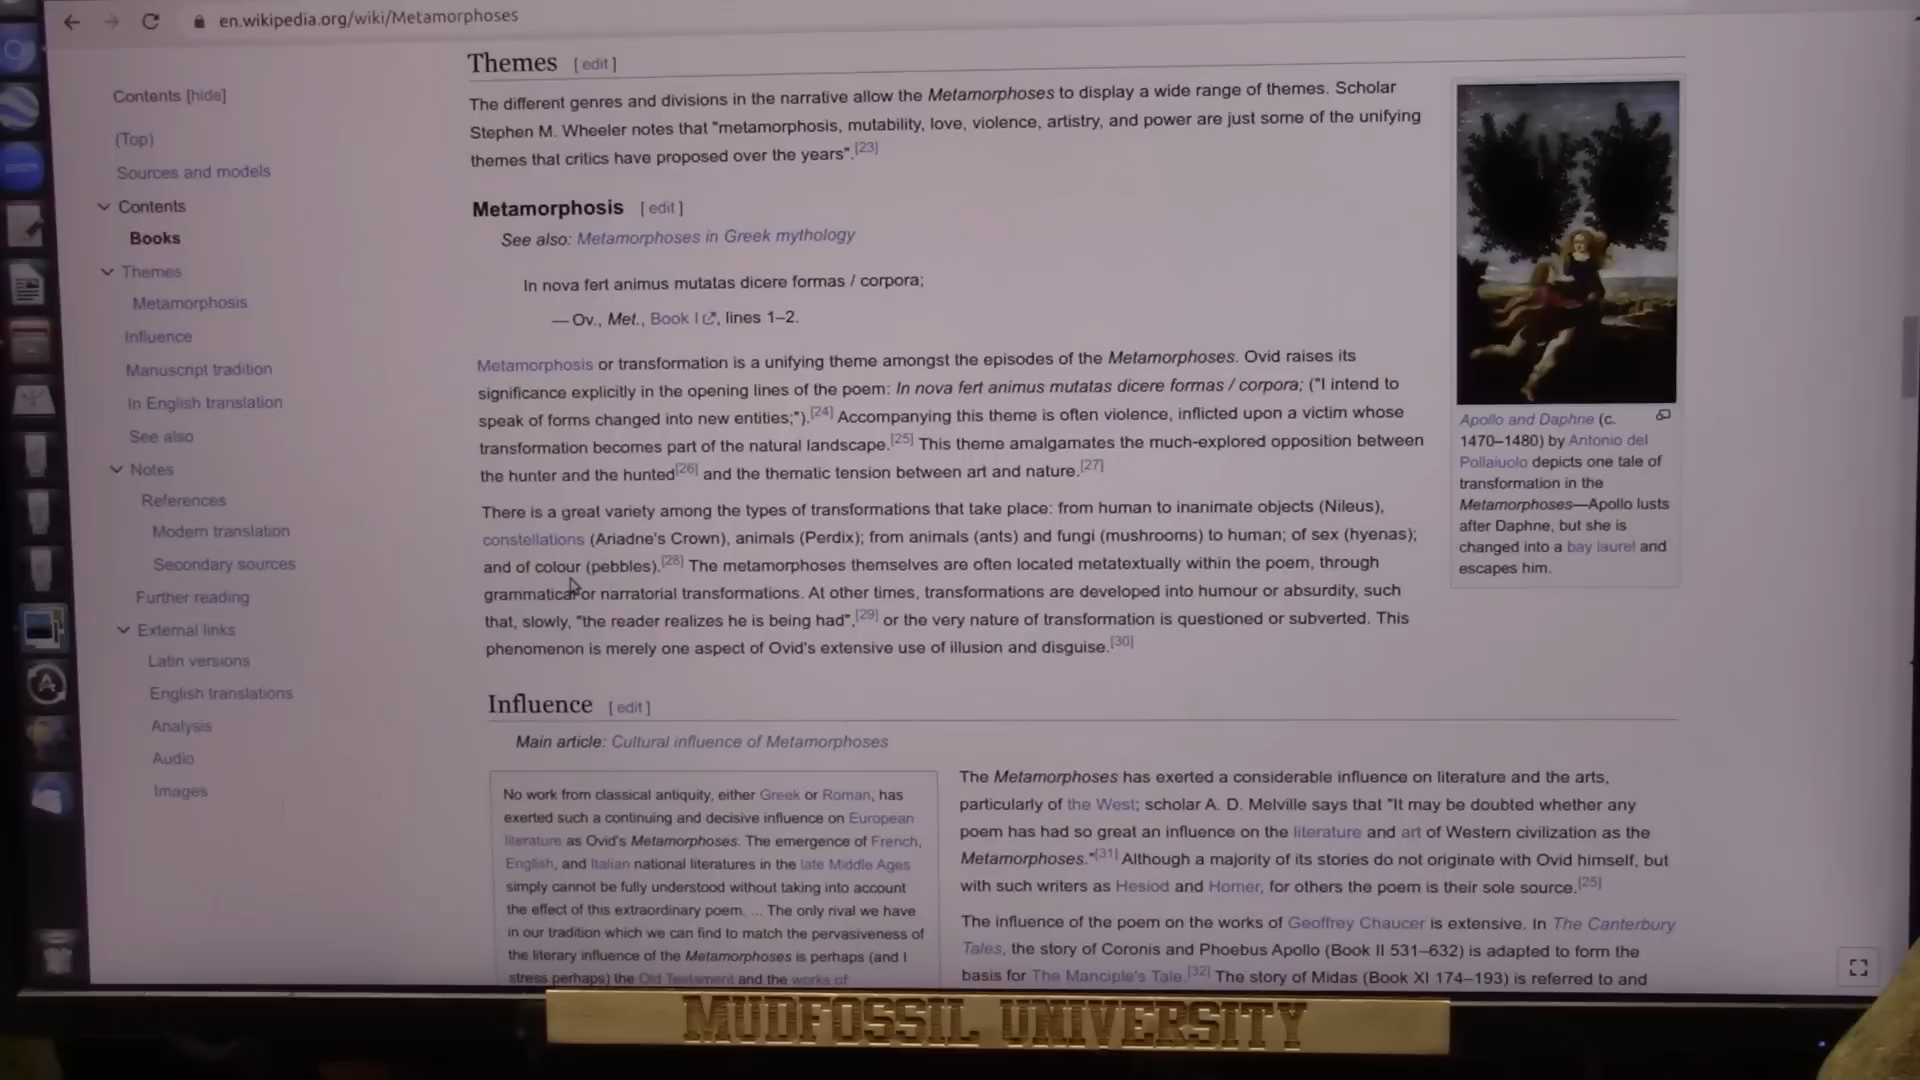 en.wikipedia.org/wiki/Metamorphoses
Contents [hide]
(Top)
Sources and models
Contents
Books
Themes
Metamorphosis
Influence
Manuscript tradition
In English translation
See also
Notes
References
Modern translation
Secondary sources
Further reading
External links
Latin versions
English translations
Analysis
Audio
Images
Themes [ edit ]
The different genres and divisions in the narrative allow the Metamorphoses to display a wide range of themes. Scholar
Stephen M. Wheeler notes that "metamorphosis, mutability, love, violence, artistry, and power are just some of the unifying
themes that critics have proposed over the years".[23]
Metamorphosis [ edit ]
See also: Metamorphoses in Greek mythology
In nova fert animus mutatas dicere formas / corpora;
— Ov., Met., Book I, lines 1–2.
Metamorphosis or transformation is a unifying theme amongst the episodes of the Metamorphoses. Ovid raises its
significance explicitly in the opening lines of the poem: In nova fert animus mutatas dicere formas / corpora; ("I intend to
speak of forms changed into new entities;").[24] Accompanying this theme is often violence, inflicted upon a victim whose
transformation becomes part of the natural landscape.[25] This theme amalgamates the much-explored opposition between
the hunter and the hunted[26] and the thematic tension between art and nature.[27]
There is a great variety among the types of transformations that take place: from human to inanimate objects (Nileus),
constellations (Ariadne's Crown), animals (Perdix); from animals (ants) and fungi (mushrooms) to human; of sex (hyenas);
and of colour (pebbles).[28] The metamorphoses themselves are often located metatextually within the poem, through
grammatical or narratorial transformations. At other times, transformations are developed into humour or absurdity, such
that, slowly, "the reader realizes he is being had",[29] or the very nature of transformation is questioned or subverted. This
phenomenon is merely one aspect of Ovid's extensive use of illusion and disguise.[30]
Apollo and Daphne (c.
1470–1480) by Antonio del
Pollaiuolo depicts one tale of
transformation in the
Metamorphoses—Apollo lusts
after Daphne, but she is
changed into a bay laurel and
escapes him.
Influence [ edit ]
Main article: Cultural influence of Metamorphoses
No work from classical antiquity, either Greek or Roman, has
exerted such a continuing and decisive influence on European
literature as Ovid's Metamorphoses. The emergence of French,
English, and Italian national literatures in the late Middle Ages
simply cannot be fully understood without taking into account
the effect of this extraordinary poem. ... The only rival we have
in our tradition which we can find to match the pervasiveness of
the literary influence of the Metamorphoses is perhaps (and I
stress perhaps) the Old Testament and the works of
The Metamorphoses has exerted a considerable influence on literature and the arts,
particularly of the West; scholar A. D. Melville says that "It may be doubted whether any
poem has had so great an influence on the literature and art of Western civilization as the
Metamorphoses."[31] Although a majority of its stories do not originate with Ovid himself, but
with such writers as Hesiod and Homer, for others the poem is their sole source.[25]
The influence of the poem on the works of Geoffrey Chaucer is extensive. In The Canterbury
Tales, the story of Coronis and Phoebus Apollo (Book II 531–632) is adapted to form the
basis for The Manciple's Tale.[32] The story of Midas (Book XI 174–193) is referred to and
MUDFOSSIL UNIVERSITY